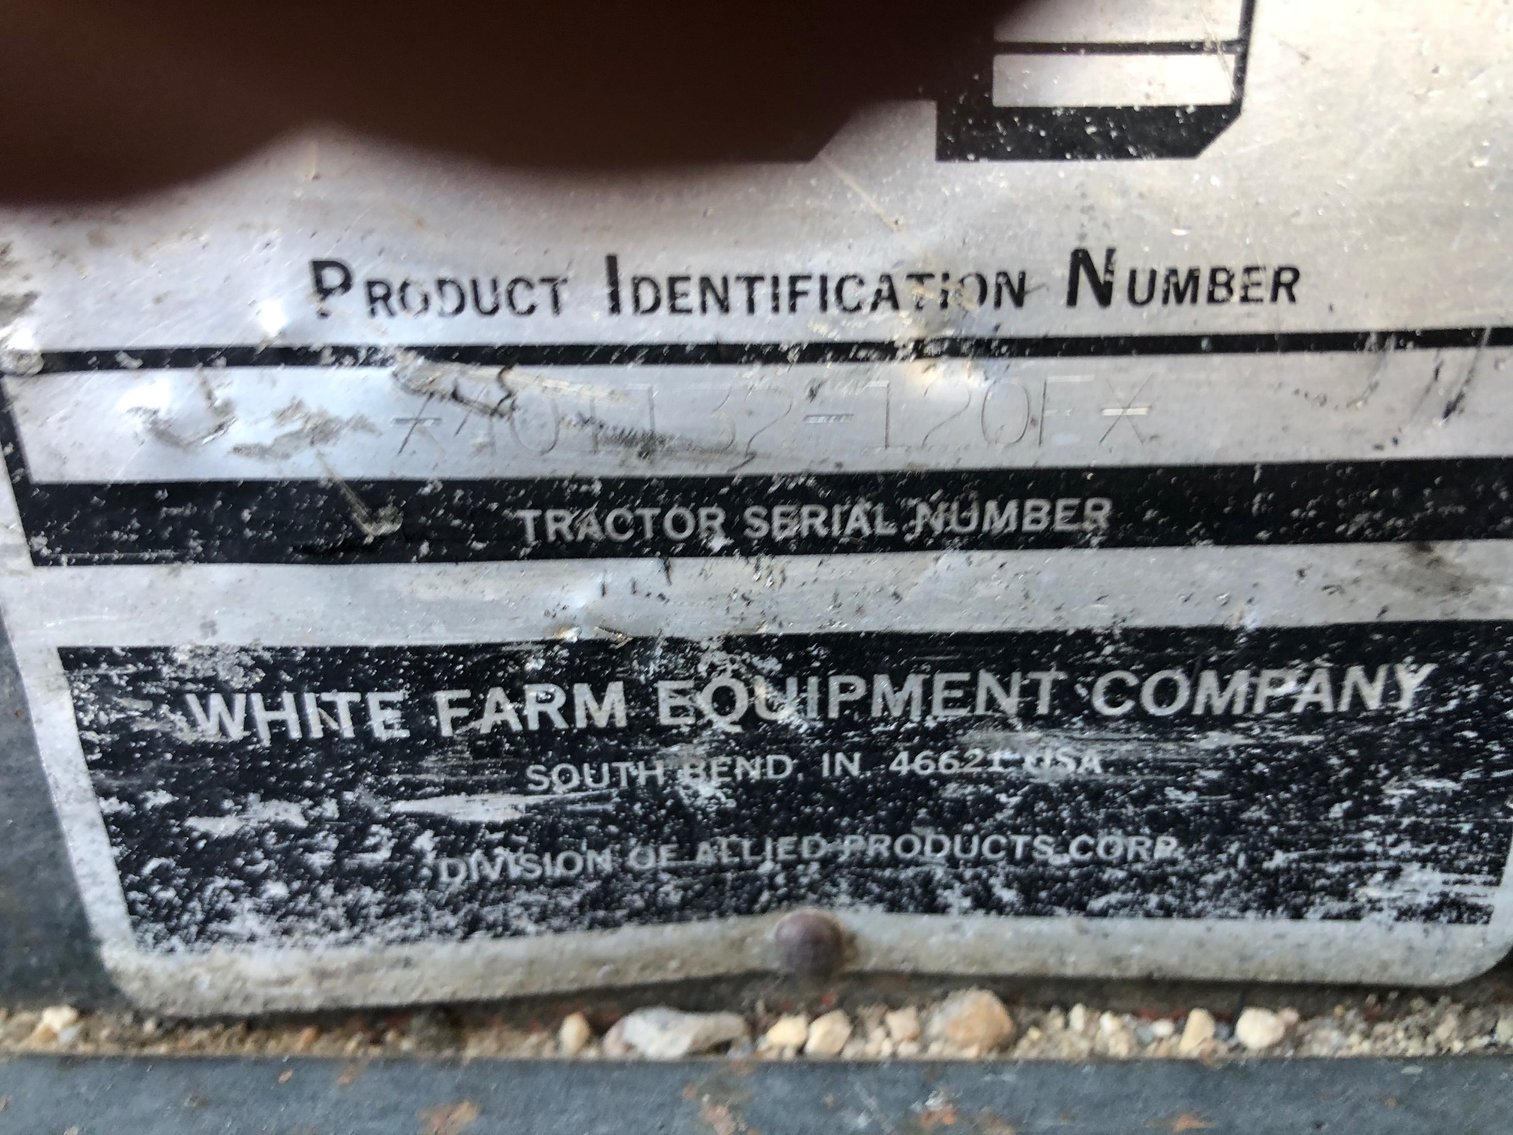 PRODUCT IDENTIFICATION NUMBER
TRACTOR SERIAL NUMBER
WHITE FARM EQUIPMENT COMPANY
SOUTH BEND, IN. 46621 USA
DIVISION OF ALLIED PRODUCTS CORP.